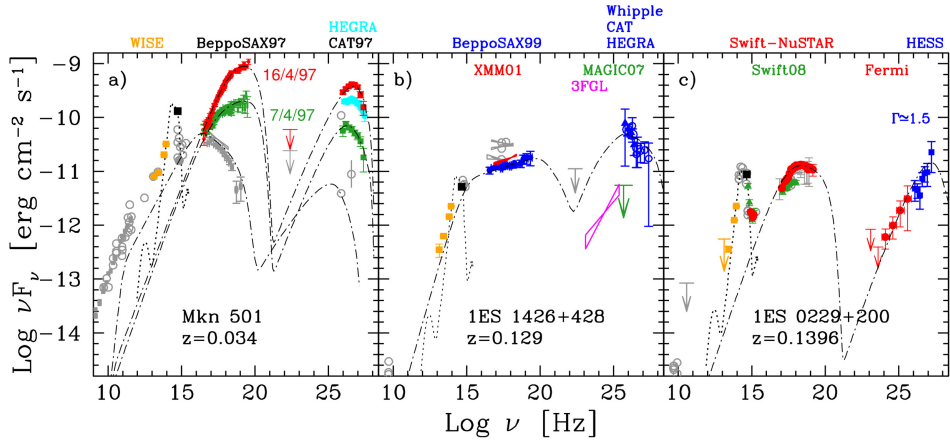 WISE
BeppoSAX97
HEGRA
CAT97
BeppoSAX99
XMM01
Whipple
CAT
HEGRA
MAGIC07
3FGL
Swift-NuSTAR
Swift08
Fermi
HESS
a)
16/4/97
7/4/97
b)
c)
Γ≃1.5
Mkn 501
z=0.034
1ES 1426+428
z=0.129
1ES 0229+200
z=0.1396
-9
-10
-11
-12
-13
-14
Log νFν [erg cm⁻² s⁻¹]
10 15 20 25 10 15 20 25 10 15 20 25
Log ν [Hz]